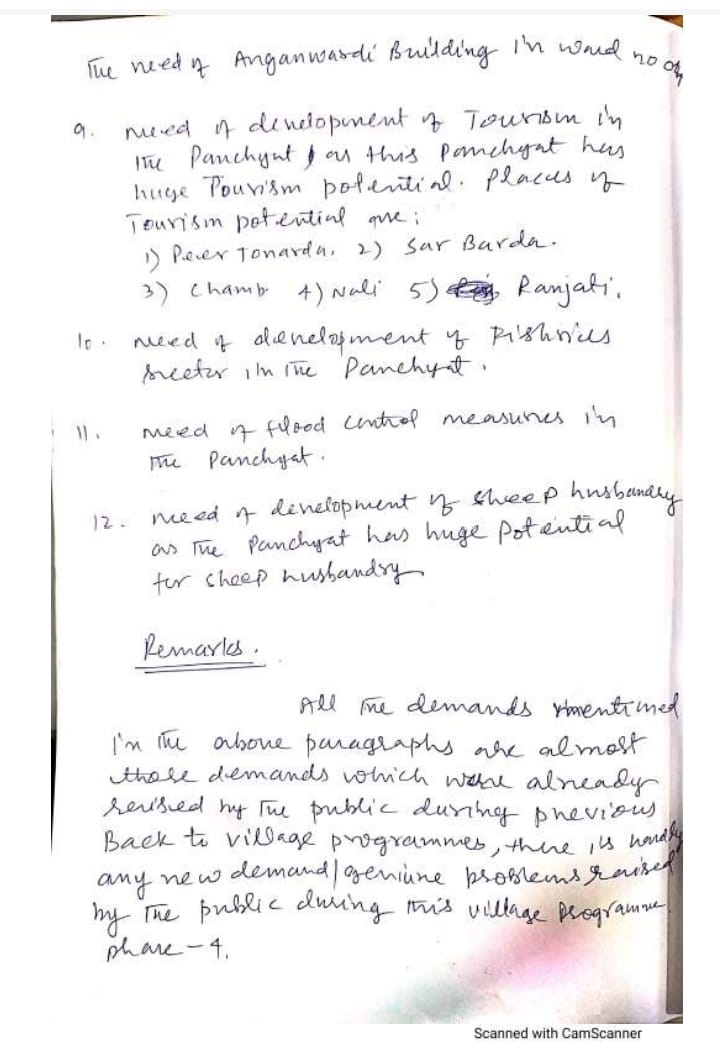 The need of Anganwardi Building in ward no 04
9. need of development of Tourism in
the Panchyat as this Panchyat has
huge Tourism potential. Places of
Tourism potential are:
1) Peer Tonarda. 2) Sar Barda.
3) Chamb 4) Nali 5) Ranjati.
10. need of development of Fishries
sector in the Panchyat.
11. need of flood control measures in
the Panchyat.
12. need of development of sheep husbandry
as the Panchyat has huge potential
for sheep husbandry
Remarks.
All the demands mentioned
in the above paragraphs are almost
those demands which were already
reised by the public during previous
Back to village programmes, there is hardly
any new demand/geniune problems raised
by the public during this village programme
phase-4.
Scanned with CamScanner